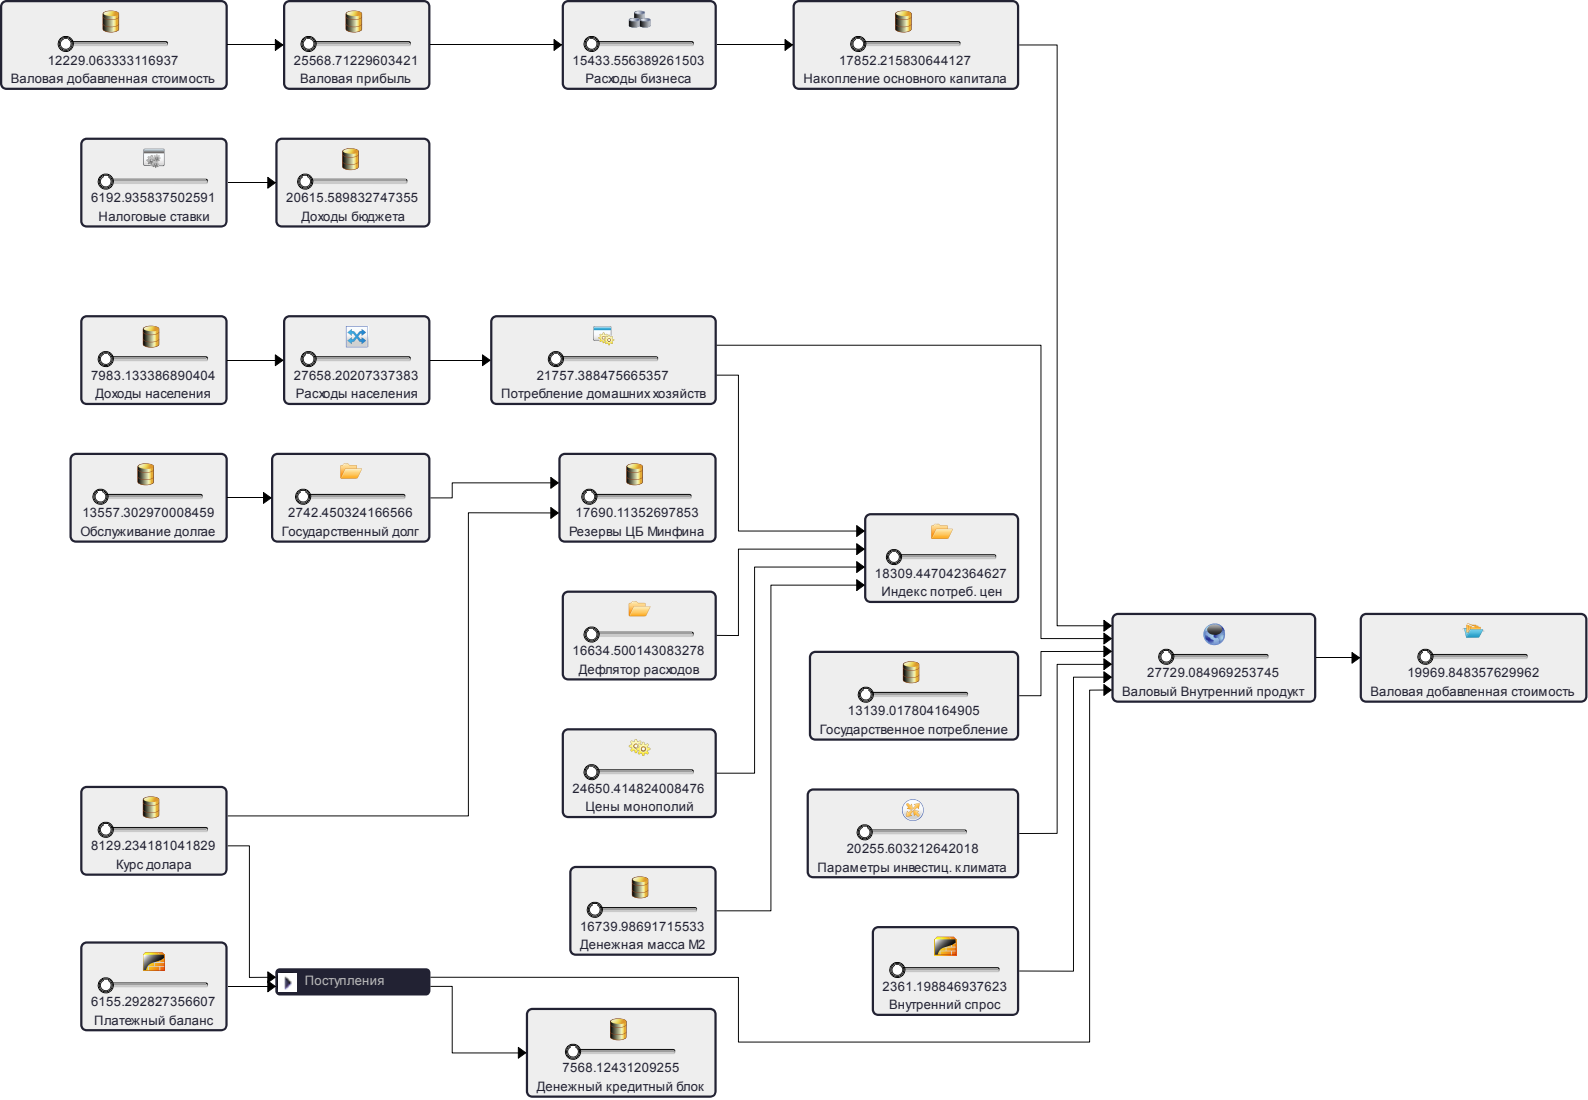 12229.063333116937
Валовая добавленная стоимость
25568.71229603421
Валовая прибыль
15433.556389261503
Расходы бизнеса
17852.215830644127
Накопление основного капитала
6192.935837502591
Налоговые ставки
20615.589832747355
Доходы бюджета
7983.133386890404
Доходы населения
27658.20207337383
Расходы населения
21757.388475665357
Потребление домашних хозяйств
13557.302970008459
Обслуживание долгае
2742.450324166566
Государственный долг
17690.11352697853
Резервы ЦБ Минфина
18309.447042364627
Индекс потреб. цен
16634.500143083278
Дефлятор расходов
27729.084969253745
Валовый Внутренний продукт
19969.848357629962
Валовая добавленная стоимость
13139.017804164905
Государственное потребление
24650.414824008476
Цены монополий
8129.234181041829
Курс долара
20255.603212642018
Параметры инвестиц. климата
16739.98691715533
Денежная масса М2
6155.292827356607
Платежный баланс
Поступления
2361.198846937623
Внутренний спрос
7568.12431209255
Денежный кредитный блок